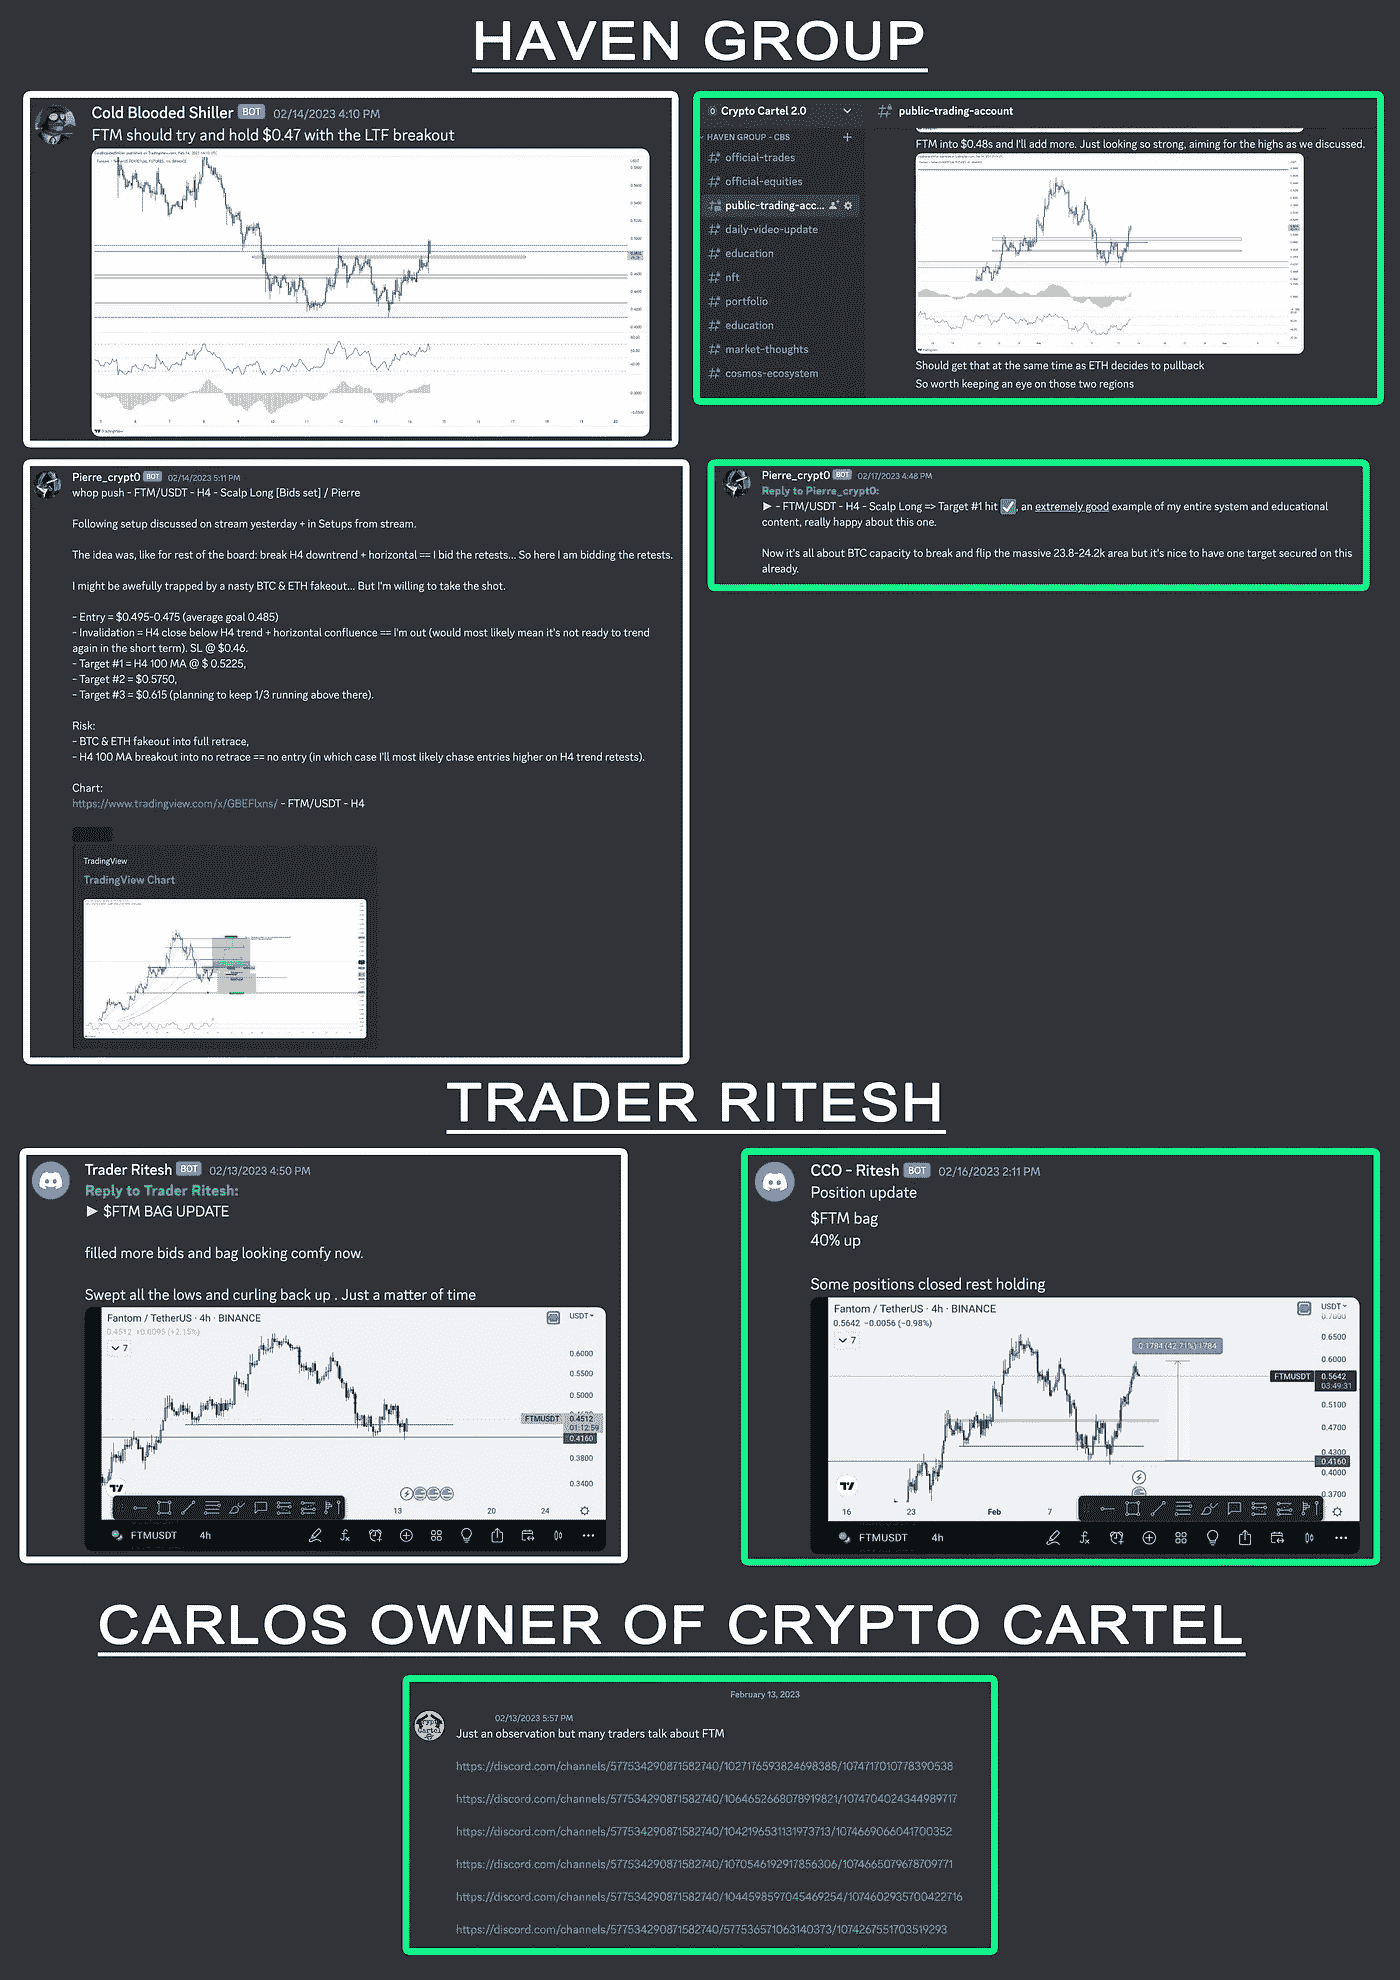 HAVEN GROUP
Cold Blooded Shiller BOT 02/14/2023 4:10 PM
FTM should try and hold $0.47 with the LTF breakout
Crypto Cartel 2.0
public-trading-account
HAVEN GROUP - CBS
official-trades
official-equities
public-trading-acc...
daily-video-update
education
nft
portfolio
education
market-thoughts
cosmos-ecosystem
FTM into $0.48s and I'll add more. Just looking so strong, aiming for the highs as we discussed.
Should get that at the same time as ETH decides to pullback
So worth keeping an eye on those two regions
Pierre_crypt0 BOT 02/14/2023 5:11 PM
whop push - FTM/USDT - H4 - Scalp Long [Bids set] / Pierre
Following setup discussed on stream yesterday + in Setups from stream.
The idea was, like for rest of the board: break H4 downtrend + horizontal == I bid the retests... So here I am bidding the retests.
I might be awefully trapped by a nasty BTC & ETH fakeout... But I'm willing to take the shot.
- Entry = $0.495-0.475 (average goal 0.485)
- Invalidation = H4 close below H4 trend + horizontal confluence == I'm out (would most likely mean it's not ready to trend
again in the short term). SL @ $0.46.
- Target #1 = H4 100 MA @ $ 0.5225,
- Target #2 = $0.5750,
- Target #3 = $0.615 (planning to keep 1/3 running above there).
Risk:
- BTC & ETH fakeout into full retrace,
- H4 100 MA breakout into no retrace == no entry (in which case I'll most likely chase entries higher on H4 trend retests).
Chart:
https://www.tradingview.com/x/GBEFlxns/ - FTM/USDT - H4
TradingView
TradingView Chart
Pierre_crypt0 BOT 02/17/2023 4:48 PM
Reply to Pierre_crypt0:
► - FTM/USDT - H4 - Scalp Long => Target #1 hit ✅, an extremely good example of my entire system and educational
content, really happy about this one.
Now it's all about BTC capacity to break and flip the massive 23.8-24.2k area but it's nice to have one target secured on this
already.
TRADER RITESH
Trader Ritesh BOT 02/13/2023 4:50 PM
Reply to Trader Ritesh:
► $FTM BAG UPDATE
filled more bids and bag looking comfy now.
Swept all the lows and curling back up . Just a matter of time
Fantom / TetherUS · 4h · BINANCE
USDT
0.4512 +0.0095 (+2.15%)
7
0.6000
0.5500
0.5000
FTMUSDT 0.4512
01:12:59
0.4160
0.3800
0.3400
13 20 24
FTMUSDT 4h
CCO - Ritesh BOT 02/16/2023 2:11 PM
Position update
$FTM bag
40% up
Some positions closed rest holding
Fantom / TetherUS · 4h · BINANCE
USDT
0.5642 −0.0056 (−0.98%)
7
0.7000
0.6500
0.1784 (42.71%) 1784
0.6000
FTMUSDT 0.5642
03:49:31
0.5100
0.4700
0.4300
0.4160
0.4000
0.3700
16 23 Feb 7
FTMUSDT 4h
CARLOS OWNER OF CRYPTO CARTEL
February 13, 2023
02/13/2023 5:57 PM
Just an observation but many traders talk about FTM
https://discord.com/channels/577534290871582740/1027176593824698388/1074717010778390538
https://discord.com/channels/577534290871582740/1064652668078919821/1074704024344989717
https://discord.com/channels/577534290871582740/1042196531131973713/1074669066041700352
https://discord.com/channels/577534290871582740/1070546192917856306/1074665079678709771
https://discord.com/channels/577534290871582740/1044598597045469254/1074602935700422716
https://discord.com/channels/577534290871582740/577536571063140373/1074267551703519293